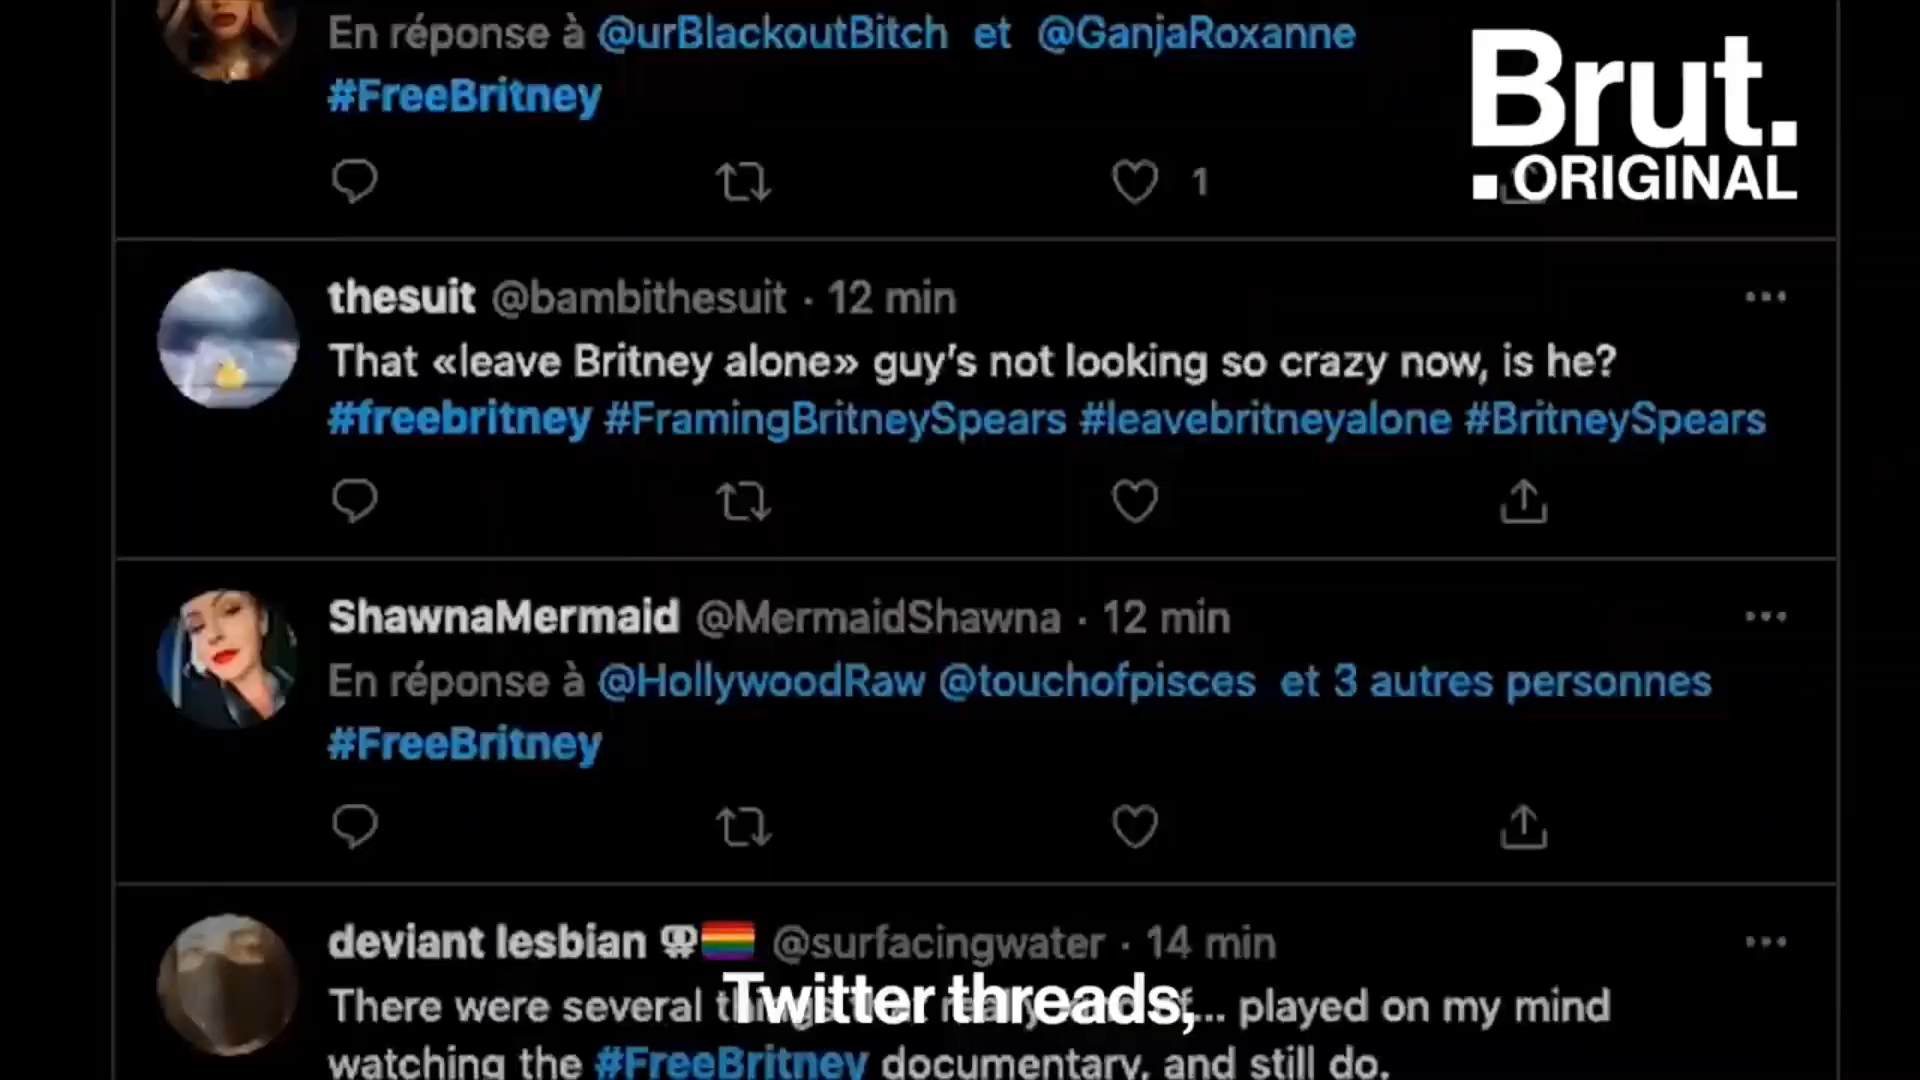 En réponse à @urBlackoutBitch et @GanjaRoxanne
#FreeBritney
1
Brut.
.ORIGINAL
thesuit @bambithesuit · 12 min
That «leave Britney alone» guy's not looking so crazy now, is he?
#freebritney #FramingBritneySpears #leavebritneyalone #BritneySpears
ShawnaMermaid @MermaidShawna · 12 min
En réponse à @HollywoodRaw @touchofpisces et 3 autres personnes
#FreeBritney
deviant lesbian @surfacingwater · 14 min
There were several ... played on my mind
watching the #FreeBritney documentary, and still do.
Twitter threads,